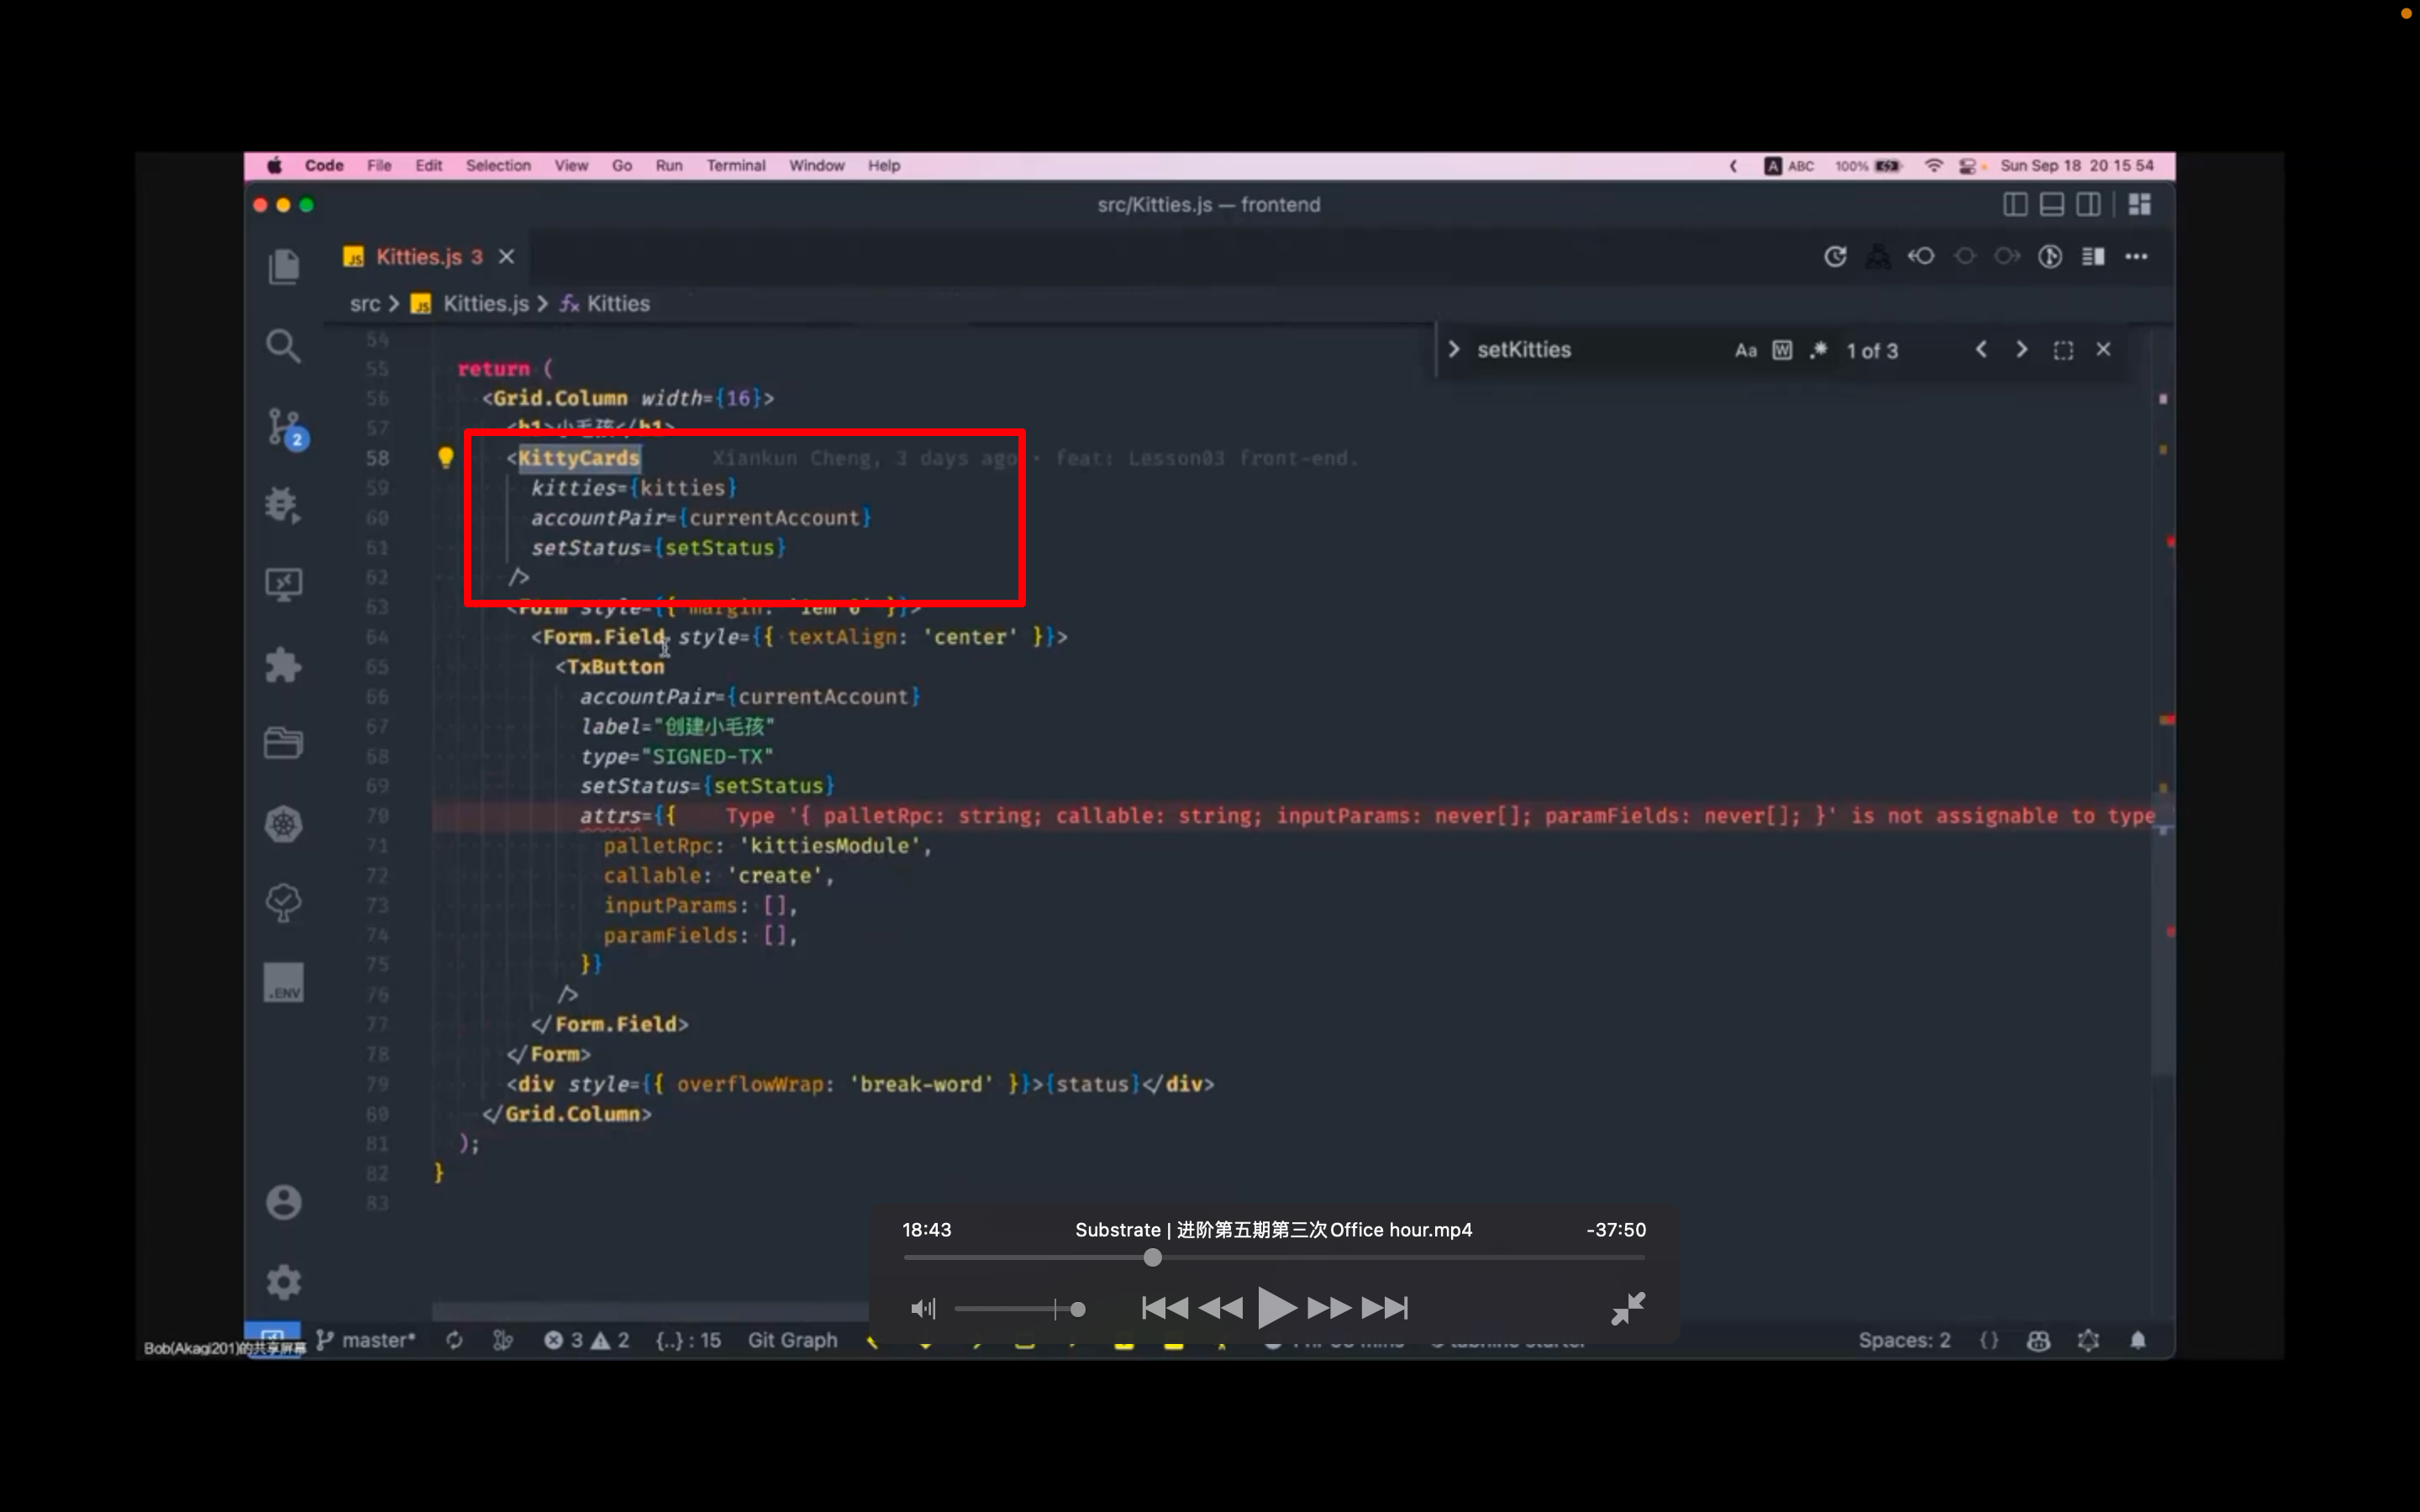 Code File Edit Selection View Go Run Terminal Window Help
A ABC 100% Sun Sep 18 20 15 54
src/Kitties.js — frontend
JS Kitties.js 3
src > JS Kitties.js > fx Kitties
setKitties Aa W .* 1 of 3
54
55 return (
56 <Grid.Column width={16}>
57 <h1>小毛孩</h1>
58 <KittyCards Xiankun Cheng, 3 days ago • feat: Lesson03 front-end.
59 kitties={kitties}
60 accountPair={currentAccount}
61 setStatus={setStatus}
62 />
63 <Form style={{ margin: '1em 0' }}>
64 <Form.Field style={{ textAlign: 'center' }}>
65 <TxButton
66 accountPair={currentAccount}
67 label="创建小毛孩"
68 type="SIGNED-TX"
69 setStatus={setStatus}
70 attrs={{ Type '{ palletRpc: string; callable: string; inputParams: never[]; paramFields: never[]; }' is not assignable to type
71 palletRpc: 'kittiesModule',
72 callable: 'create',
73 inputParams: [],
74 paramFields: [],
75 }}
76 />
77 </Form.Field>
78 </Form>
79 <div style={{ overflowWrap: 'break-word' }}>{status}</div>
80 </Grid.Column>
81 );
82 }
83
2
.ENV
18:43 Substrate | 进阶第五期第三次Office hour.mp4 -37:50
master* 3 2 {..} : 15 Git Graph Spaces: 2 {}
Bob(Akagi201)的共享屏幕